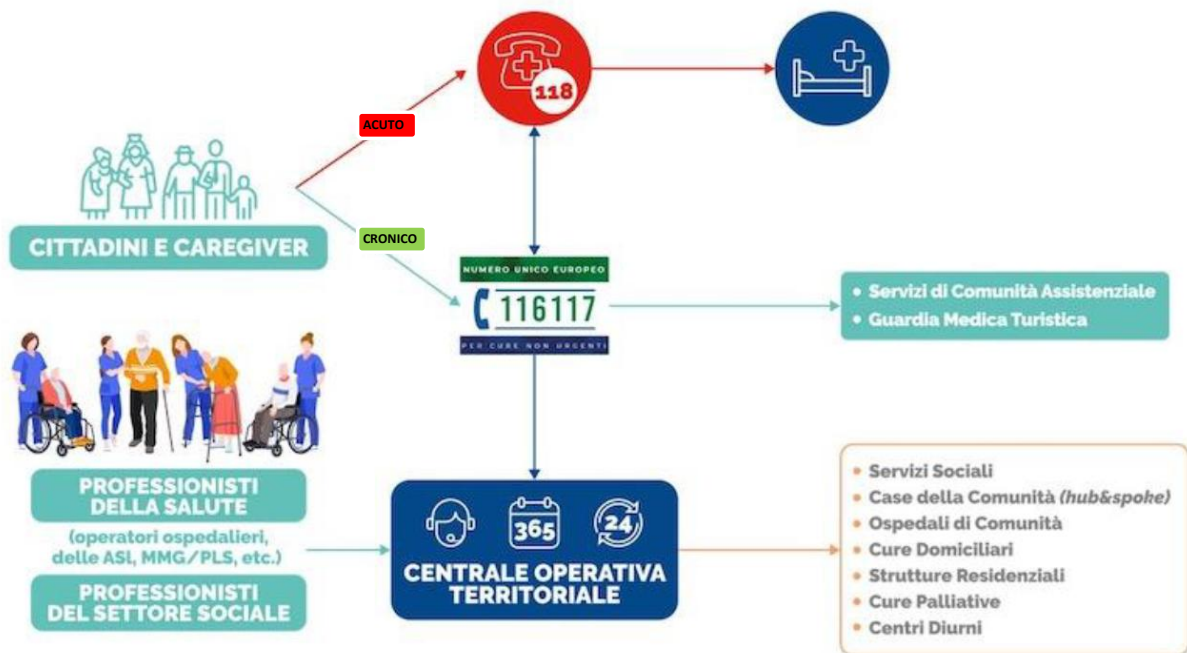 118
ACUTO
CITTADINI E CAREGIVER
CRONICO
NUMERO UNICO EUROPEO
116117
PER CURE NON URGENTI
• Servizi di Comunità Assistenziale
• Guardia Medica Turistica
PROFESSIONISTI
DELLA SALUTE
(operatori ospedalieri,
delle ASL, MMG/PLS, etc.)
PROFESSIONISTI
DEL SETTORE SOCIALE
365
24
CENTRALE OPERATIVA
TERRITORIALE
• Servizi Sociali
• Case della Comunità (hub&spoke)
• Ospedali di Comunità
• Cure Domiciliari
• Strutture Residenziali
• Cure Palliative
• Centri Diurni